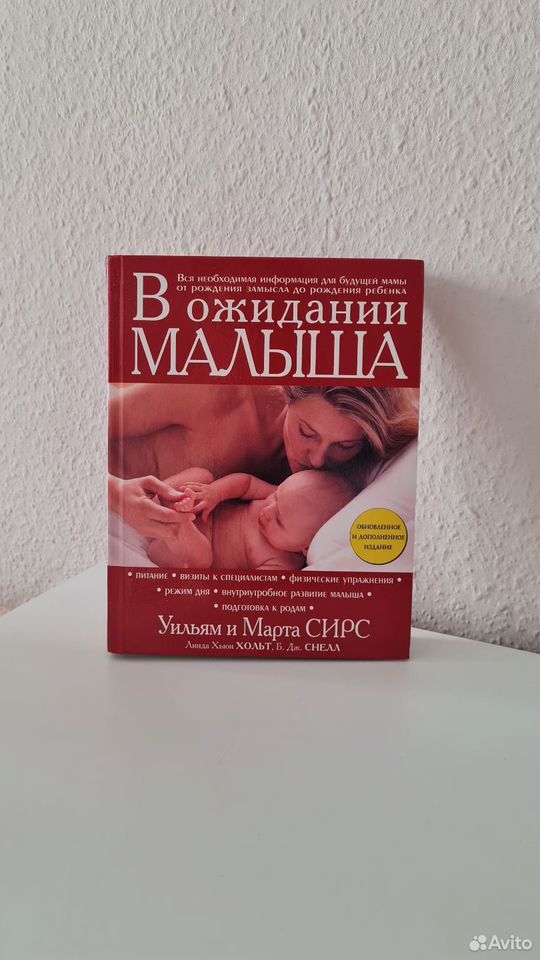 Вся необходимая информация для будущей мамы
от рождения замысла до рождения ребенка
В ожидании
МАЛЫША
обновленное
и дополненное
издание
• питание • визиты к специалистам • физические упражнения •
• режим дня • внутриутробное развитие малыша •
• подготовка к родам •
Уильям и Марта СИРС
Линда Хьюи ХОЛЬТ, Б. Дж. СНЕЛЛ
Avito